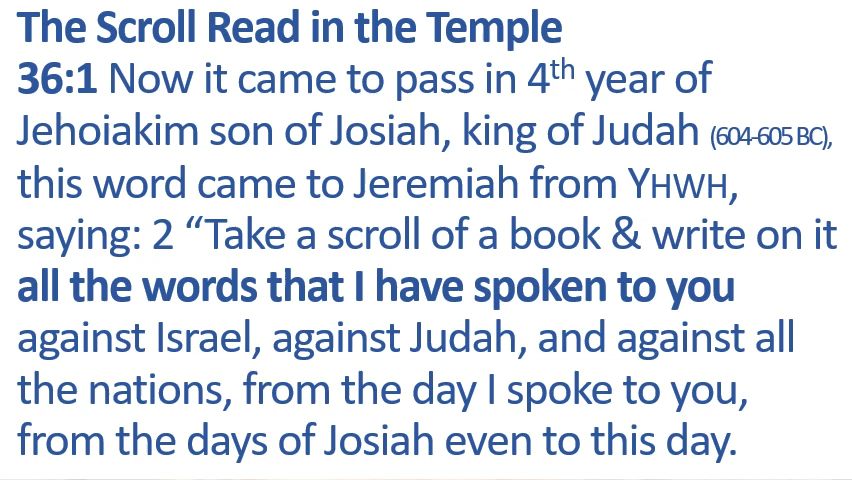 The Scroll Read in the Temple
36:1 Now it came to pass in 4th year of
Jehoiakim son of Josiah, king of Judah (604-605 BC),
this word came to Jeremiah from YHWH,
saying: 2 “Take a scroll of a book & write on it
all the words that I have spoken to you
against Israel, against Judah, and against all
the nations, from the day I spoke to you,
from the days of Josiah even to this day.